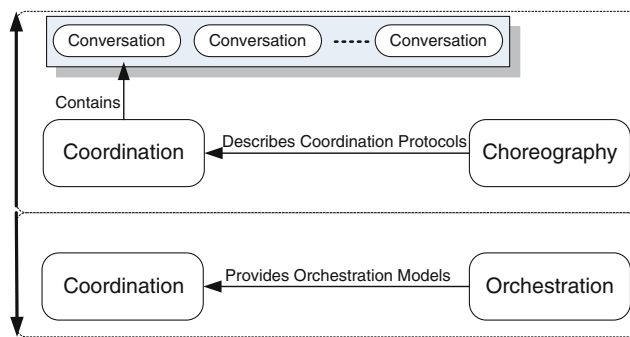 Conversation Conversation Conversation
Contains
Coordination Describes Coordination Protocols Choreography
Coordination Provides Orchestration Models Orchestration